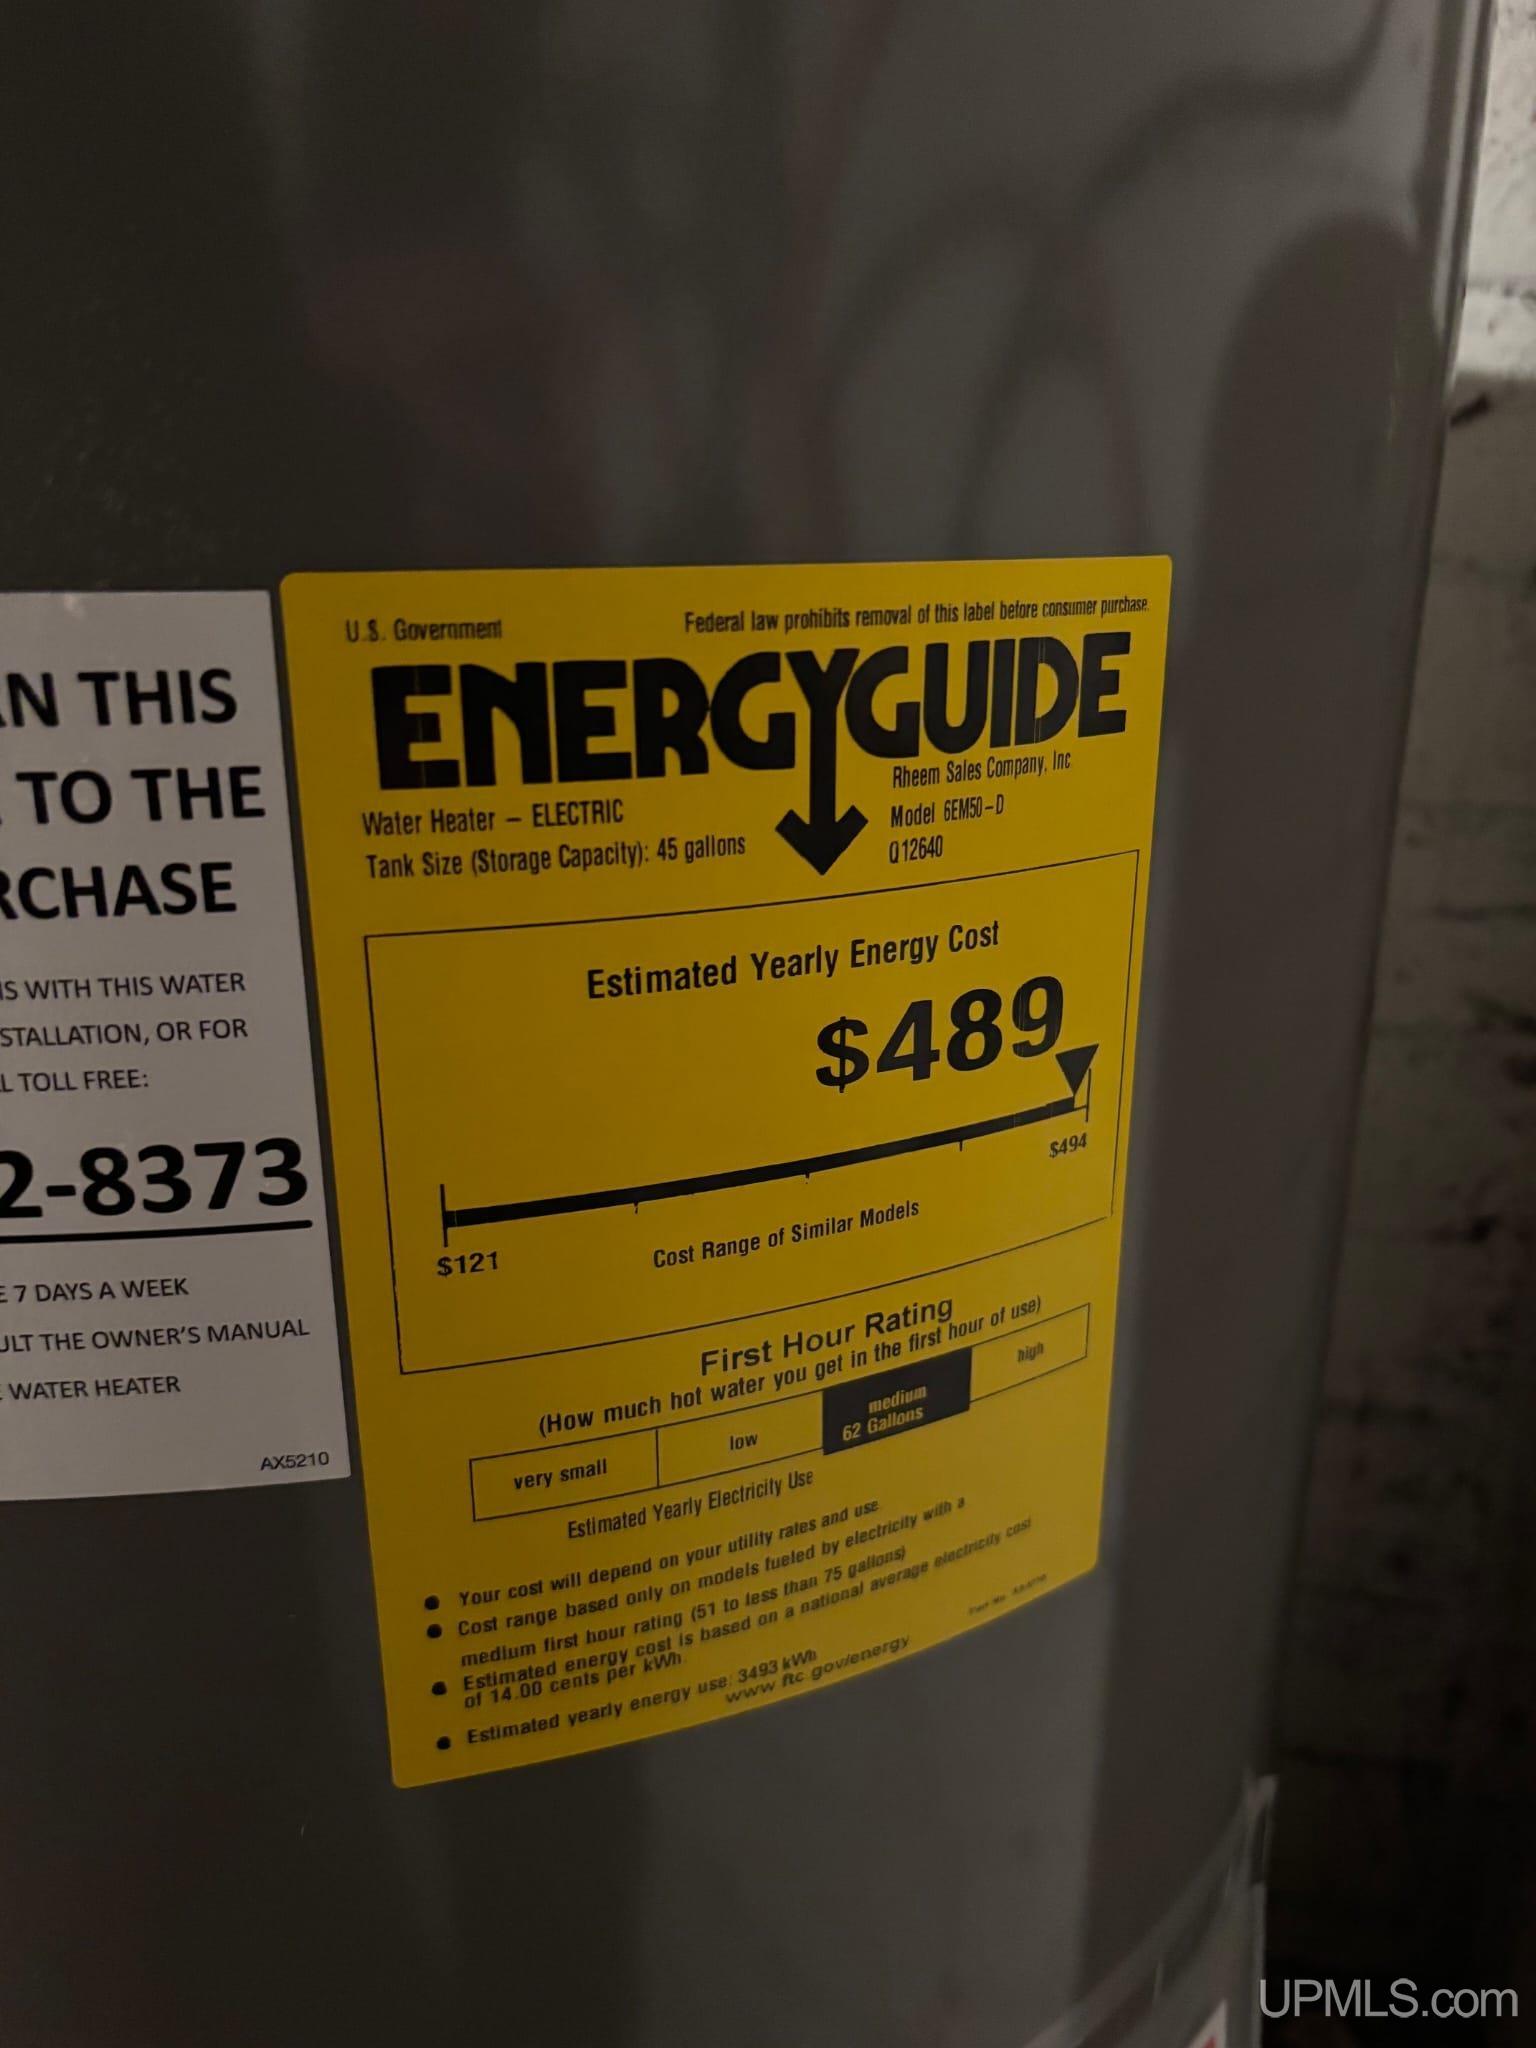 N THIS
TO THE
RCHASE
S WITH THIS WATER
STALLATION, OR FOR
L TOLL FREE:
2-8373
E 7 DAYS A WEEK
ULT THE OWNER'S MANUAL
WATER HEATER
AX5210
U.S. Government
Federal law prohibits removal of this label before consumer purchase.
ENERGYGUIDE
Water Heater – ELECTRIC
Tank Size (Storage Capacity): 45 gallons
Rheem Sales Company, Inc
Model 6EM50-D
Q12640
Estimated Yearly Energy Cost
$489
$494
$121
Cost Range of Similar Models
First Hour Rating
(How much hot water you get in the first hour of use)
very small
low
medium
62 Gallons
high
Estimated Yearly Electricity Use
● Your cost will depend on your utility rates and use.
● Cost range based only on models fueled by electricity with a
medium first hour rating (51 to less than 75 gallons)
● Estimated energy cost is based on a national average electricity cost
of 14.00 cents per kWh.
● Estimated yearly energy use: 3493 kWh
www.ftc.gov/energy
Part No.
UPMLS.com